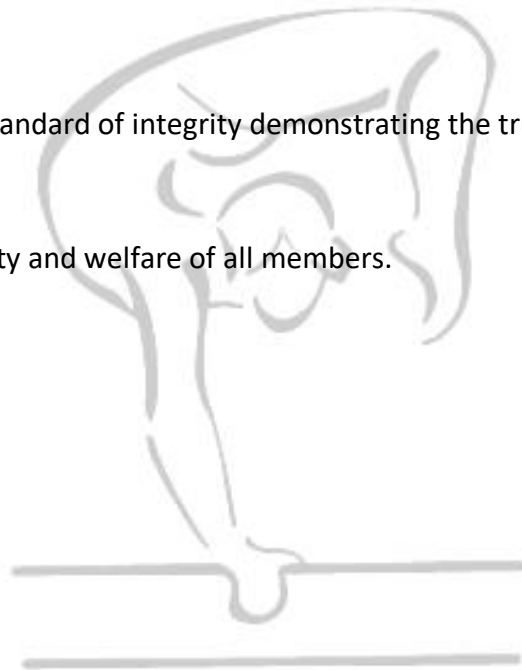 andard of integrity demonstrating the tr
ty and welfare of all members.